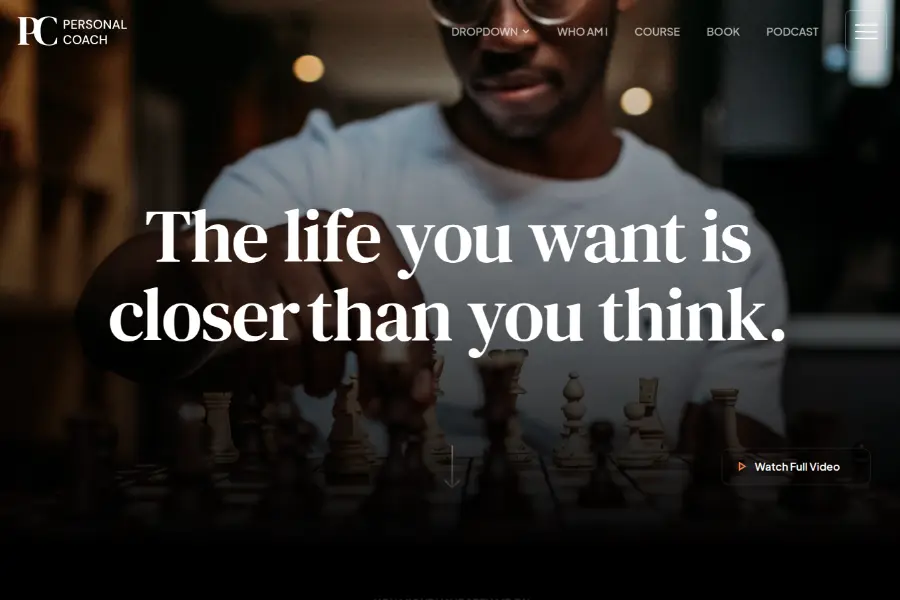 PC PERSONAL
COACH
DROPDOWN WHO AM I COURSE BOOK PODCAST
The life you want is
closer than you think.
Watch Full Video